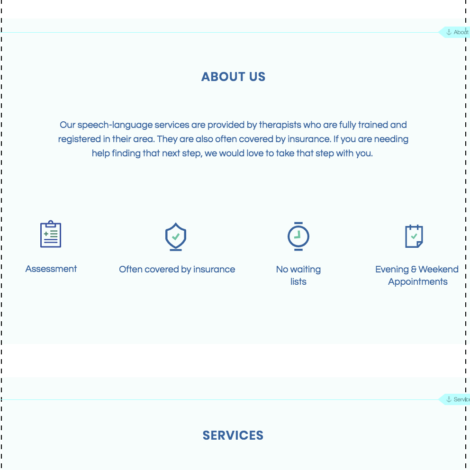 About
ABOUT US
Our speech-language services are provided by therapists who are fully trained and
registered in their area. They are also often covered by insurance. If you are needing
help finding that next step, we would love to take that step with you.
Assessment
Often covered by insurance
No waiting
lists
Evening & Weekend
Appointments
Servic
SERVICES